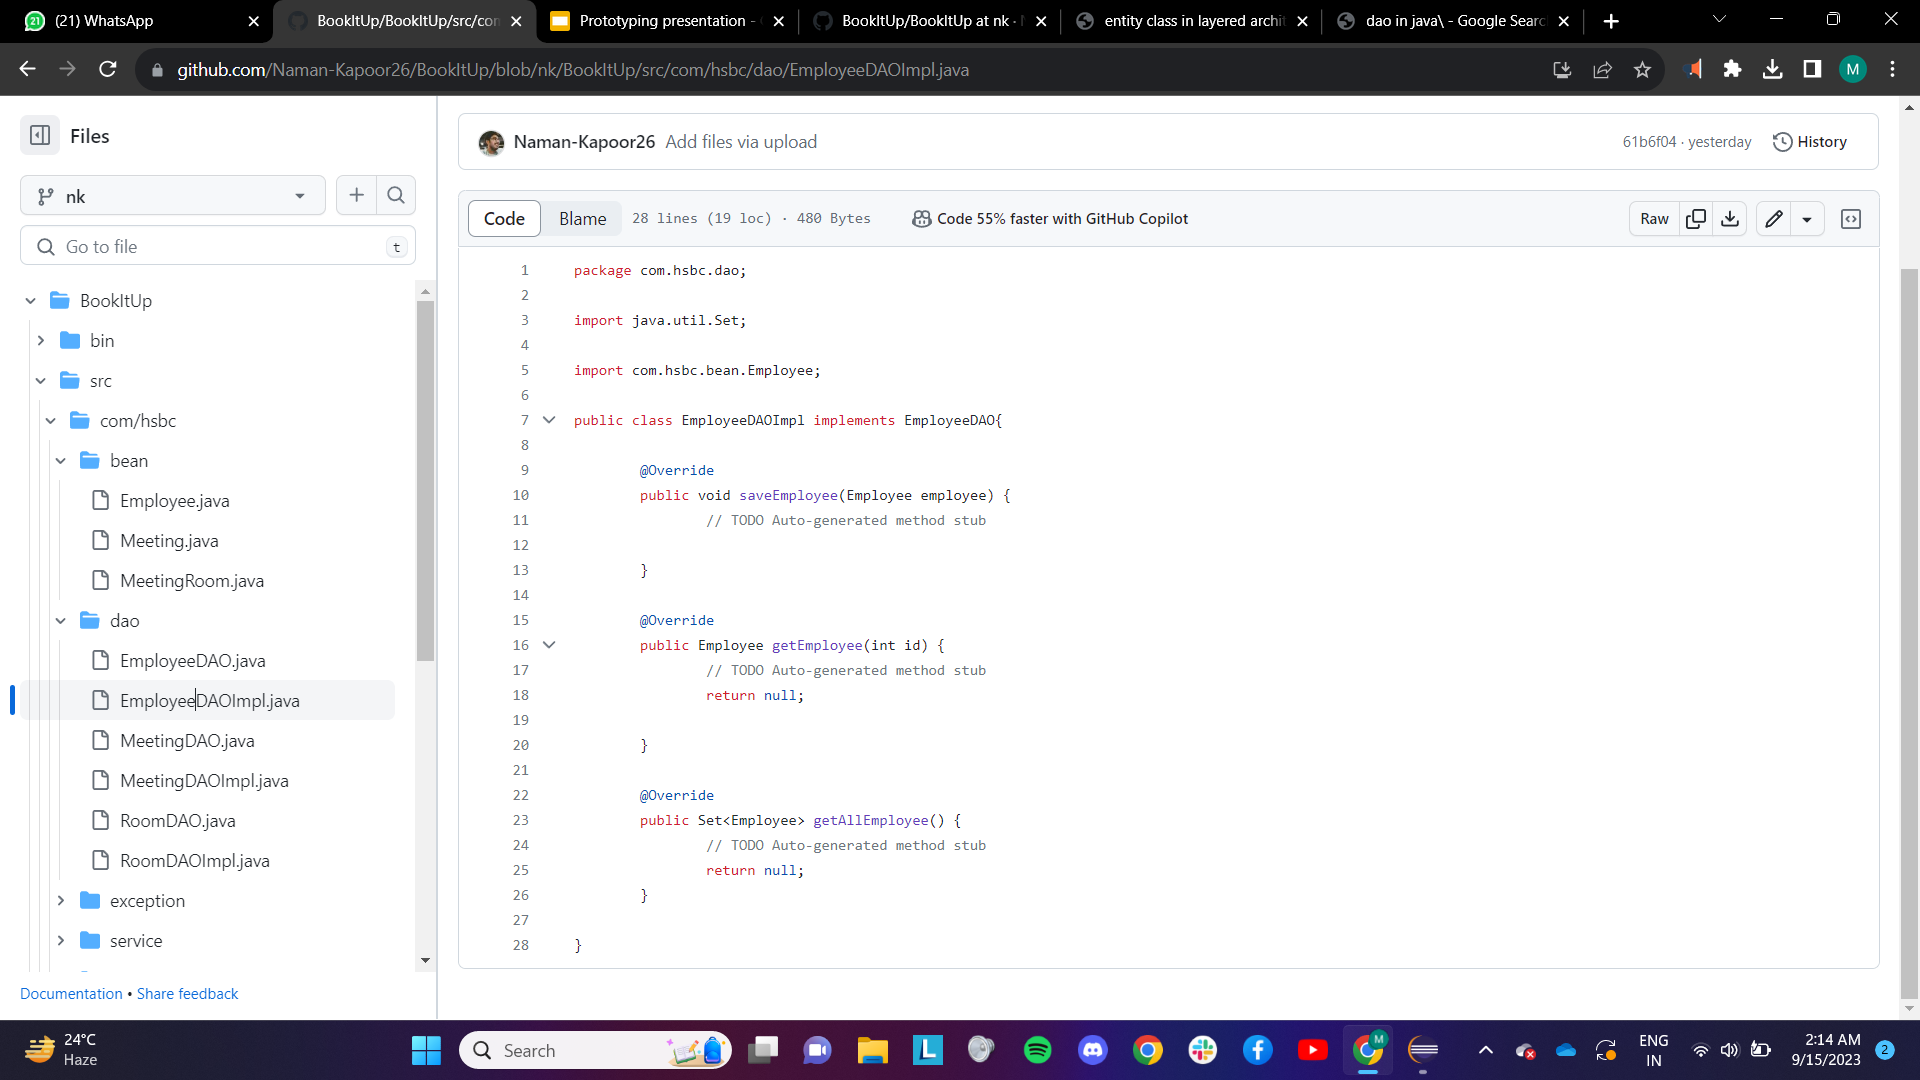 (21) WhatsApp
BookItUp/BookItUp/src/con
Prototyping presentation -
BookItUp/BookItUp at nk ·
entity class in layered archit
dao in java\ - Google Searc
github.com/Naman-Kapoor26/BookItUp/blob/nk/BookItUp/src/com/hsbc/dao/EmployeeDAOImpl.java
M
Files
nk
Go to file
t
BookItUp
bin
src
com/hsbc
bean
Employee.java
Meeting.java
MeetingRoom.java
dao
EmployeeDAO.java
EmployeeDAOImpl.java
MeetingDAO.java
MeetingDAOImpl.java
RoomDAO.java
RoomDAOImpl.java
exception
service
Documentation • Share feedback
Naman-Kapoor26 Add files via upload
61b6f04 · yesterday
History
Code Blame 28 lines (19 loc) · 480 Bytes
Code 55% faster with GitHub Copilot
Raw
1 package com.hsbc.dao;
2
3 import java.util.Set;
4
5 import com.hsbc.bean.Employee;
6
7 public class EmployeeDAOImpl implements EmployeeDAO{
8
9 @Override
10 public void saveEmployee(Employee employee) {
11 // TODO Auto-generated method stub
12
13 }
14
15 @Override
16 public Employee getEmployee(int id) {
17 // TODO Auto-generated method stub
18 return null;
19
20 }
21
22 @Override
23 public Set<Employee> getAllEmployee() {
24 // TODO Auto-generated method stub
25 return null;
26 }
27
28 }
24°C
Haze
Search
L
M
ENG
IN
2:14 AM
9/15/2023
2